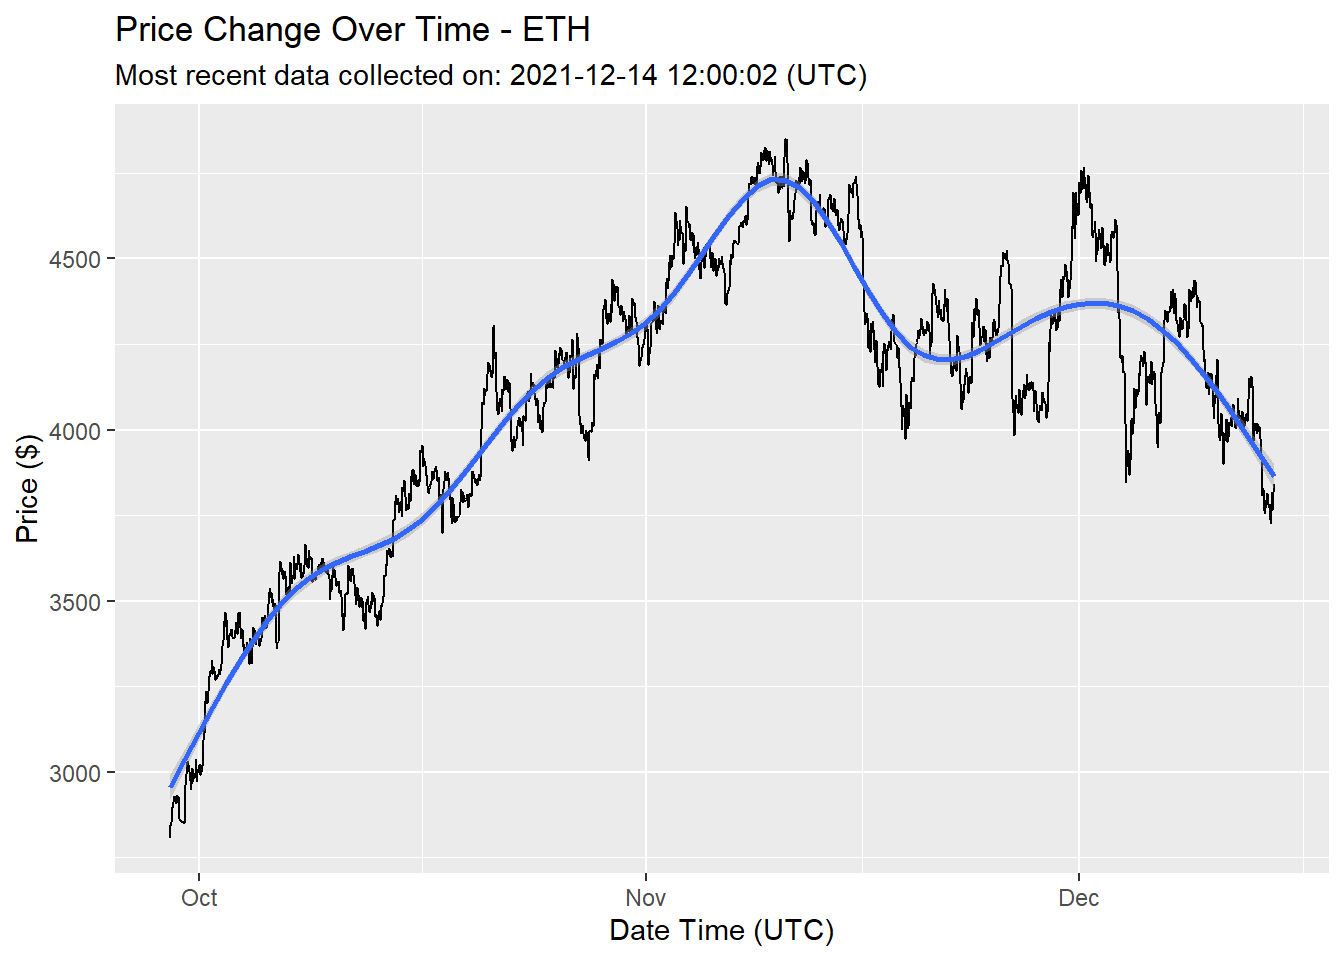 Price Change Over Time - ETH
Most recent data collected on: 2021-12-14 12:00:02 (UTC)
Price ($)
4500
4000
3500
3000
Oct Nov Dec
Date Time (UTC)